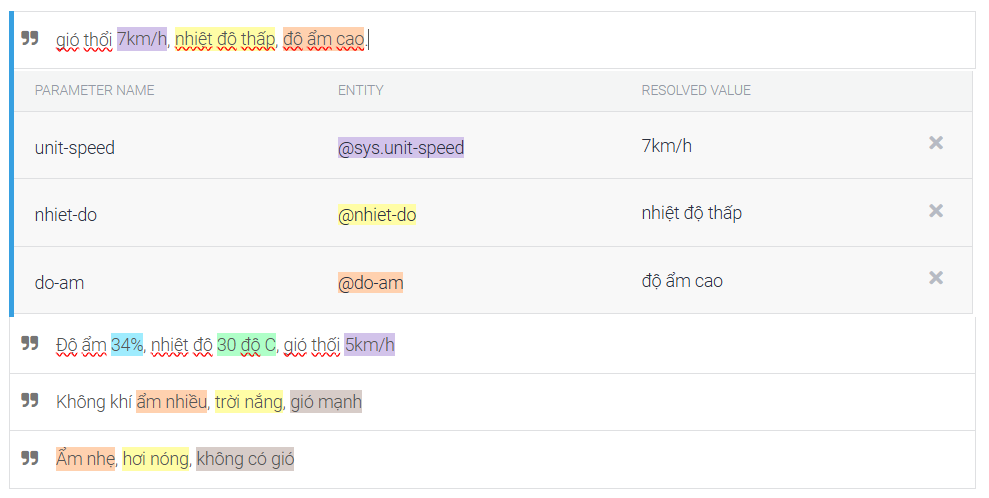 gió thổi 7km/h, nhiệt độ thấp, độ ẩm cao.
PARAMETER NAME ENTITY RESOLVED VALUE
unit-speed @sys.unit-speed 7km/h
nhiet-do @nhiet-do nhiệt độ thấp
do-am @do-am độ ẩm cao
Độ ẩm 34%, nhiệt độ 30 độ C, gió thối 5km/h
Không khí ẩm nhiều, trời nắng, gió mạnh
Ẩm nhẹ, hơi nóng, không có gió